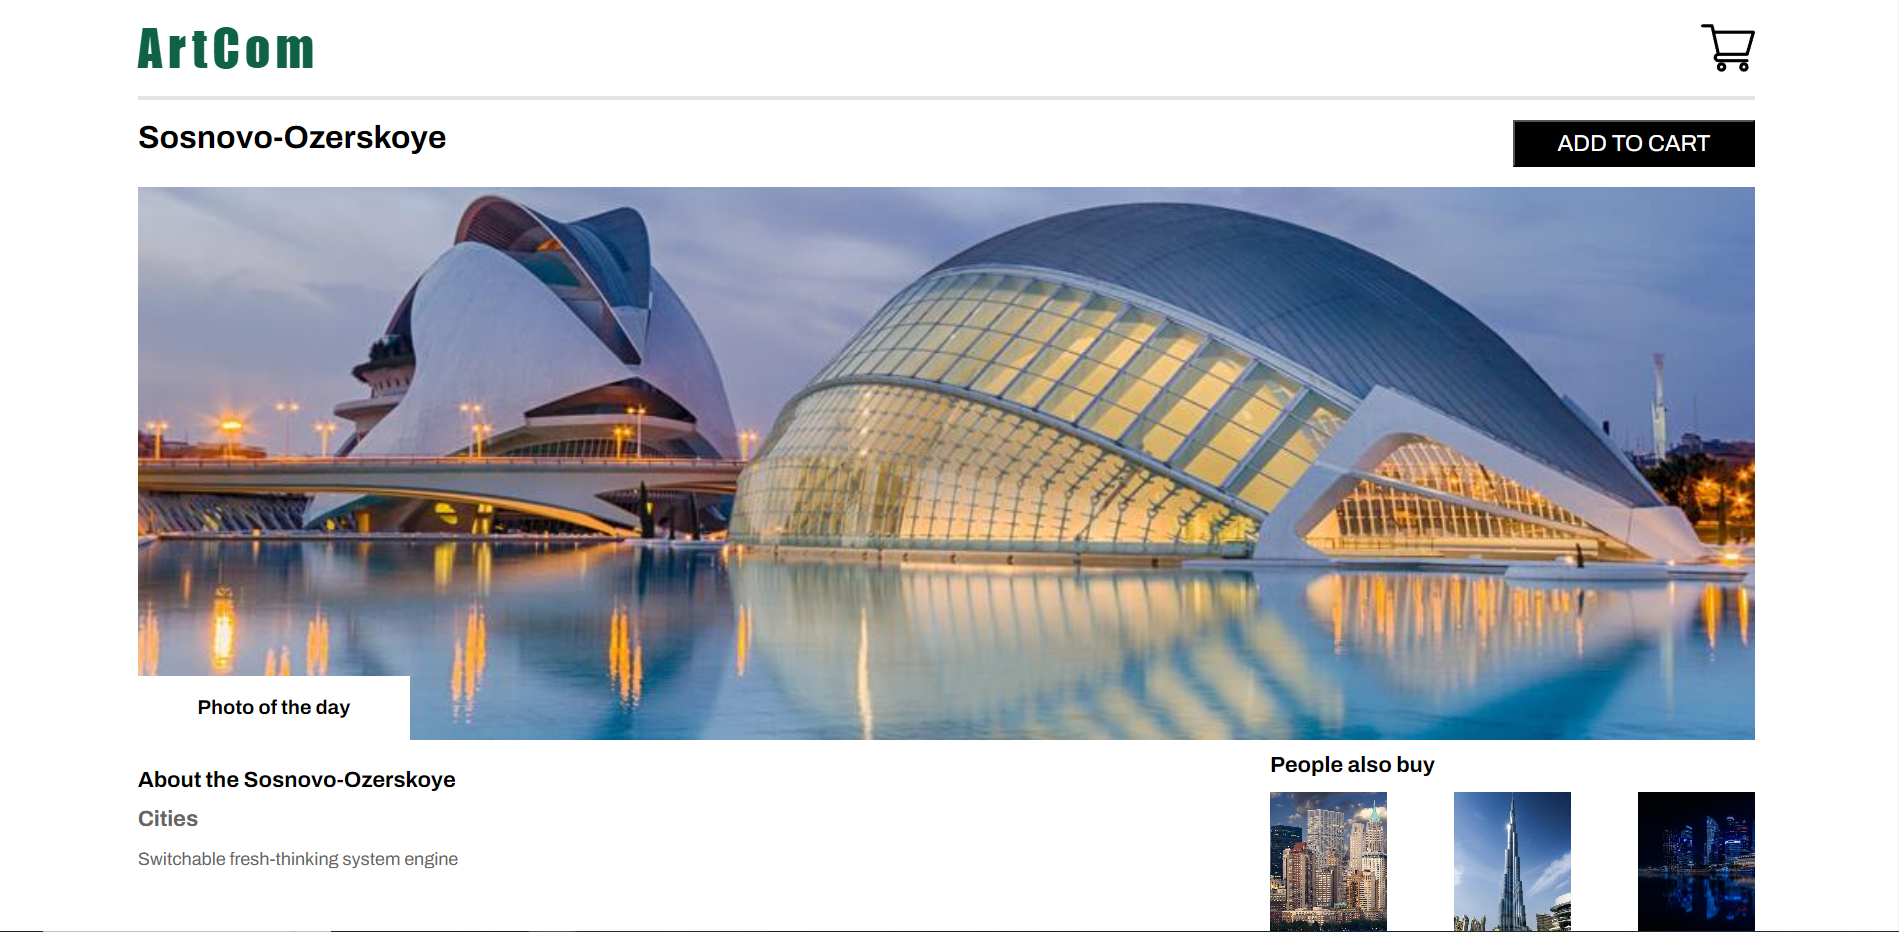 ArtCom
Sosnovo-Ozerskoye
ADD TO CART
Photo of the day
About the Sosnovo-Ozerskoye
Cities
Switchable fresh-thinking system engine
People also buy